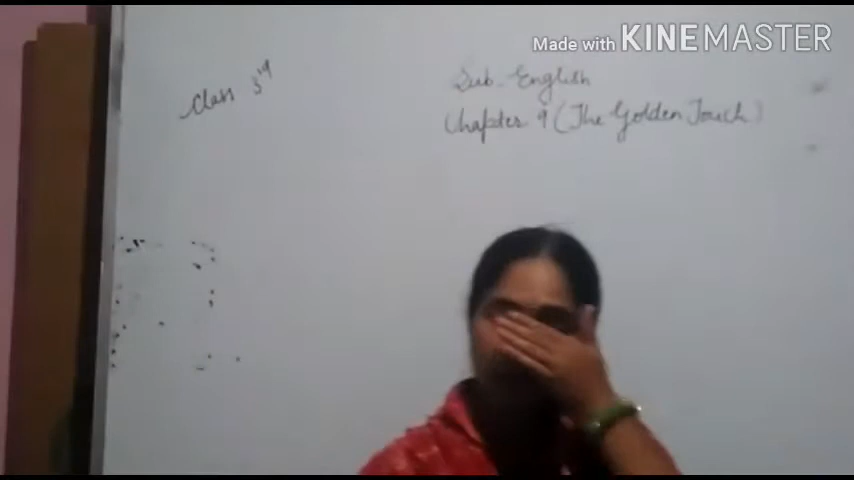 Made with KINEMASTER
Class 3rd
Sub- English
Chapter 9 (The Golden Touch)